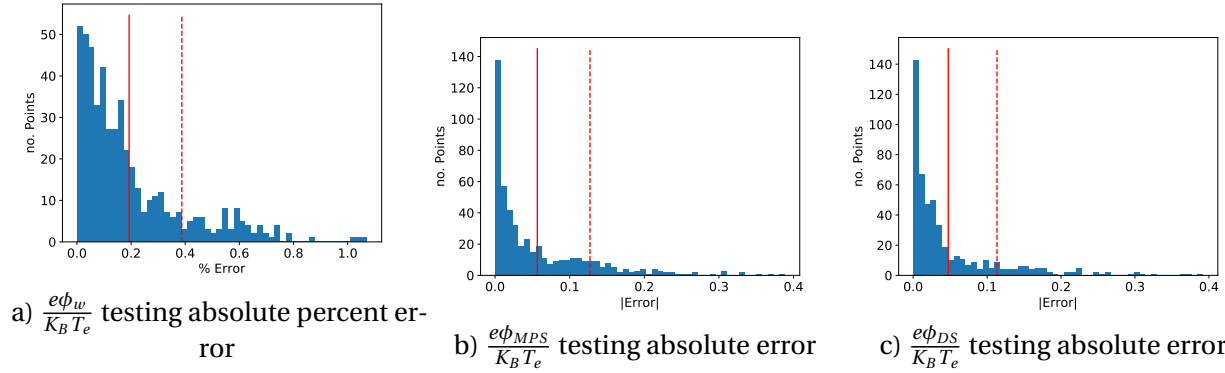 50
40
30
20
10
0
no. Points
0.0 0.2 0.4 0.6 0.8 1.0
% Error
a) eϕ_w/K_B T_e testing absolute percent er-
ror
140
120
100
80
60
40
20
0
no. Points
0.0 0.1 0.2 0.3 0.4
|Error|
b) eϕ_MPS/K_B T_e testing absolute error
140
120
100
80
60
40
20
0
no. Points
0.0 0.1 0.2 0.3 0.4
|Error|
c) eϕ_DS/K_B T_e testing absolute error